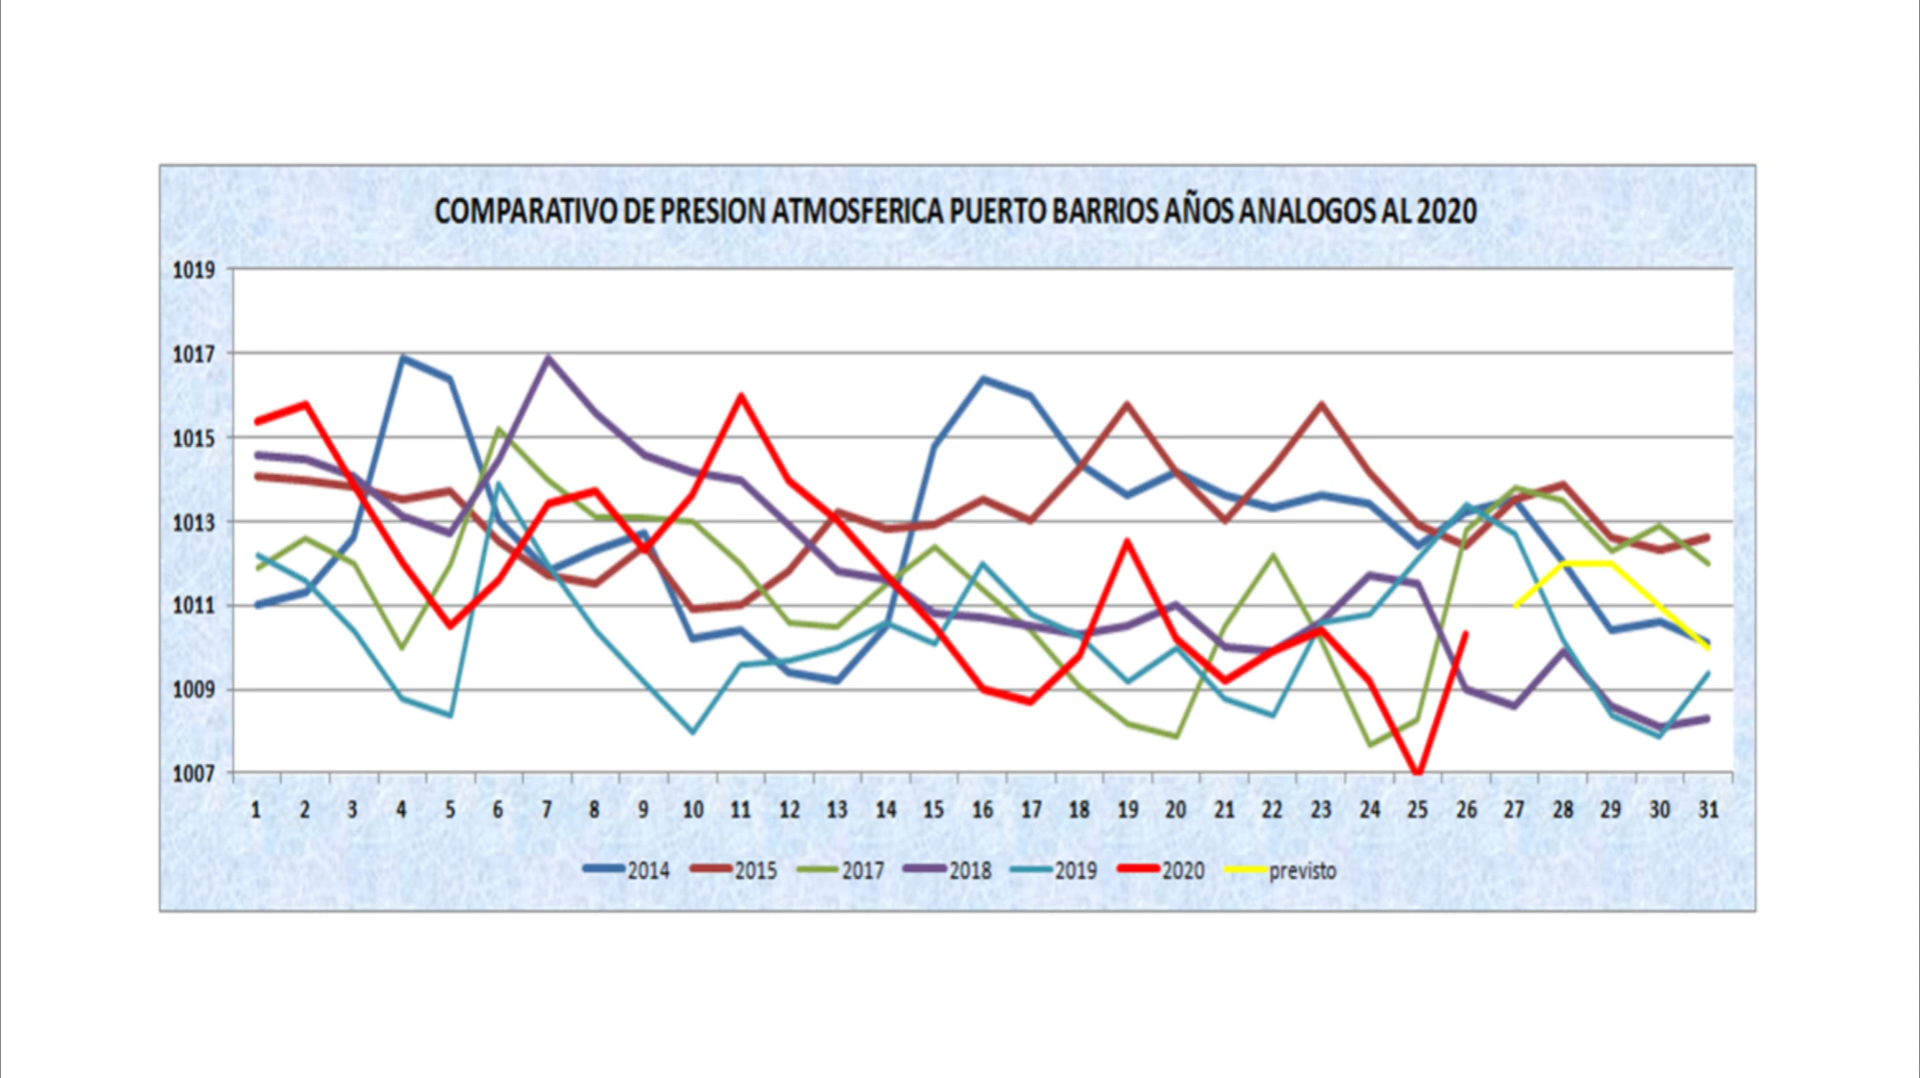 COMPARATIVO DE PRESION ATMOSFERICA PUERTO BARRIOS AÑOS ANALOGOS AL 2020
1019
1017
1015
1013
1011
1009
1007
1 2 3 4 5 6 7 8 9 10 11 12 13 14 15 16 17 18 19 20 21 22 23 24 25 26 27 28 29 30 31
2014 2015 2017 2018 2019 2020 previsto